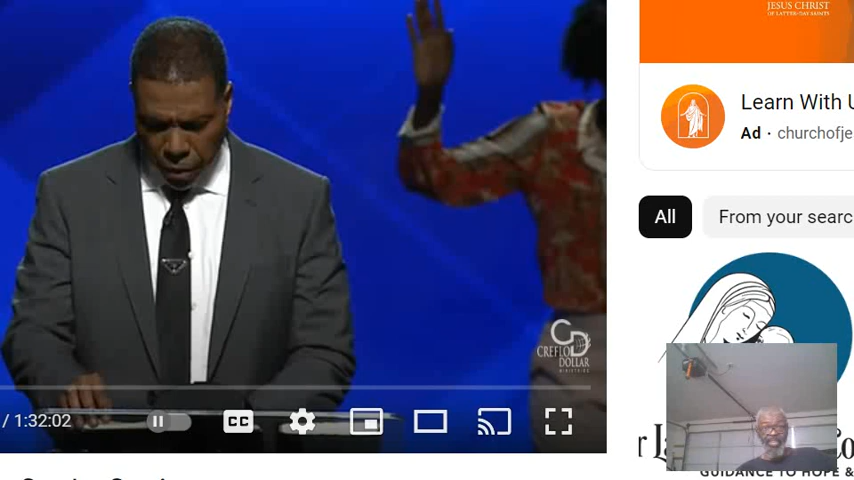 JESUS CHRIST
OF LATTER-DAY SAINTS
Learn With U
Ad · churchofje
All
From your searc
CREFLO
DOLLAR
MINISTRIES
/ 1:32:02
CC
GUIDANCE TO HOPE &